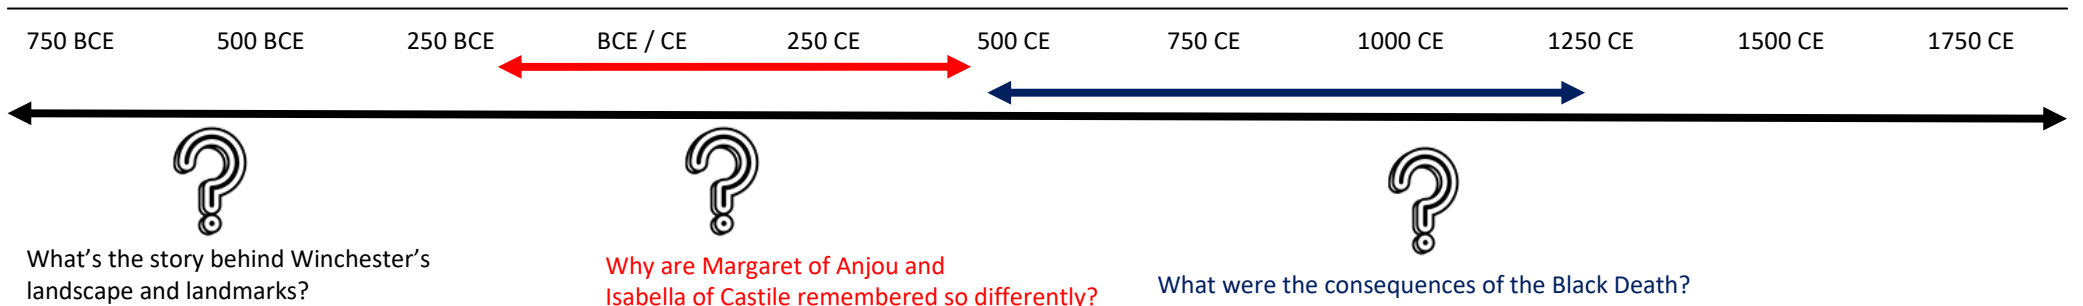 750 BCE 500 BCE 250 BCE BCE / CE 250 CE 500 CE 750 CE 1000 CE 1250 CE 1500 CE 1750 CE
What’s the story behind Winchester’s
landscape and landmarks?
Why are Margaret of Anjou and
Isabella of Castile remembered so differently?
What were the consequences of the Black Death?